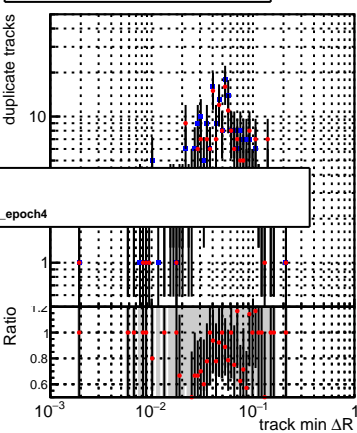 duplicate tracks
10
_epoch4
1
Ratio
1.2
1
0.8
0.6
10−3 10−2 10−1 1
track min ΔR